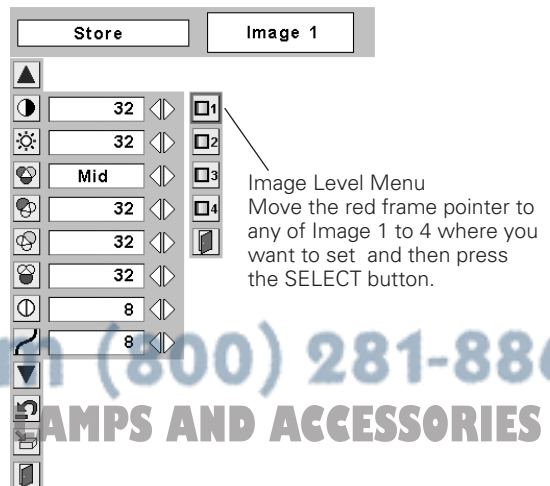 Store Image 1
32 1
32 2
Mid 3
32 4
32
32
8
8
Image Level Menu
Move the red frame pointer to
any of Image 1 to 4 where you
want to set and then press
the SELECT button.
(800) 281-886
LAMPS AND ACCESSORIES